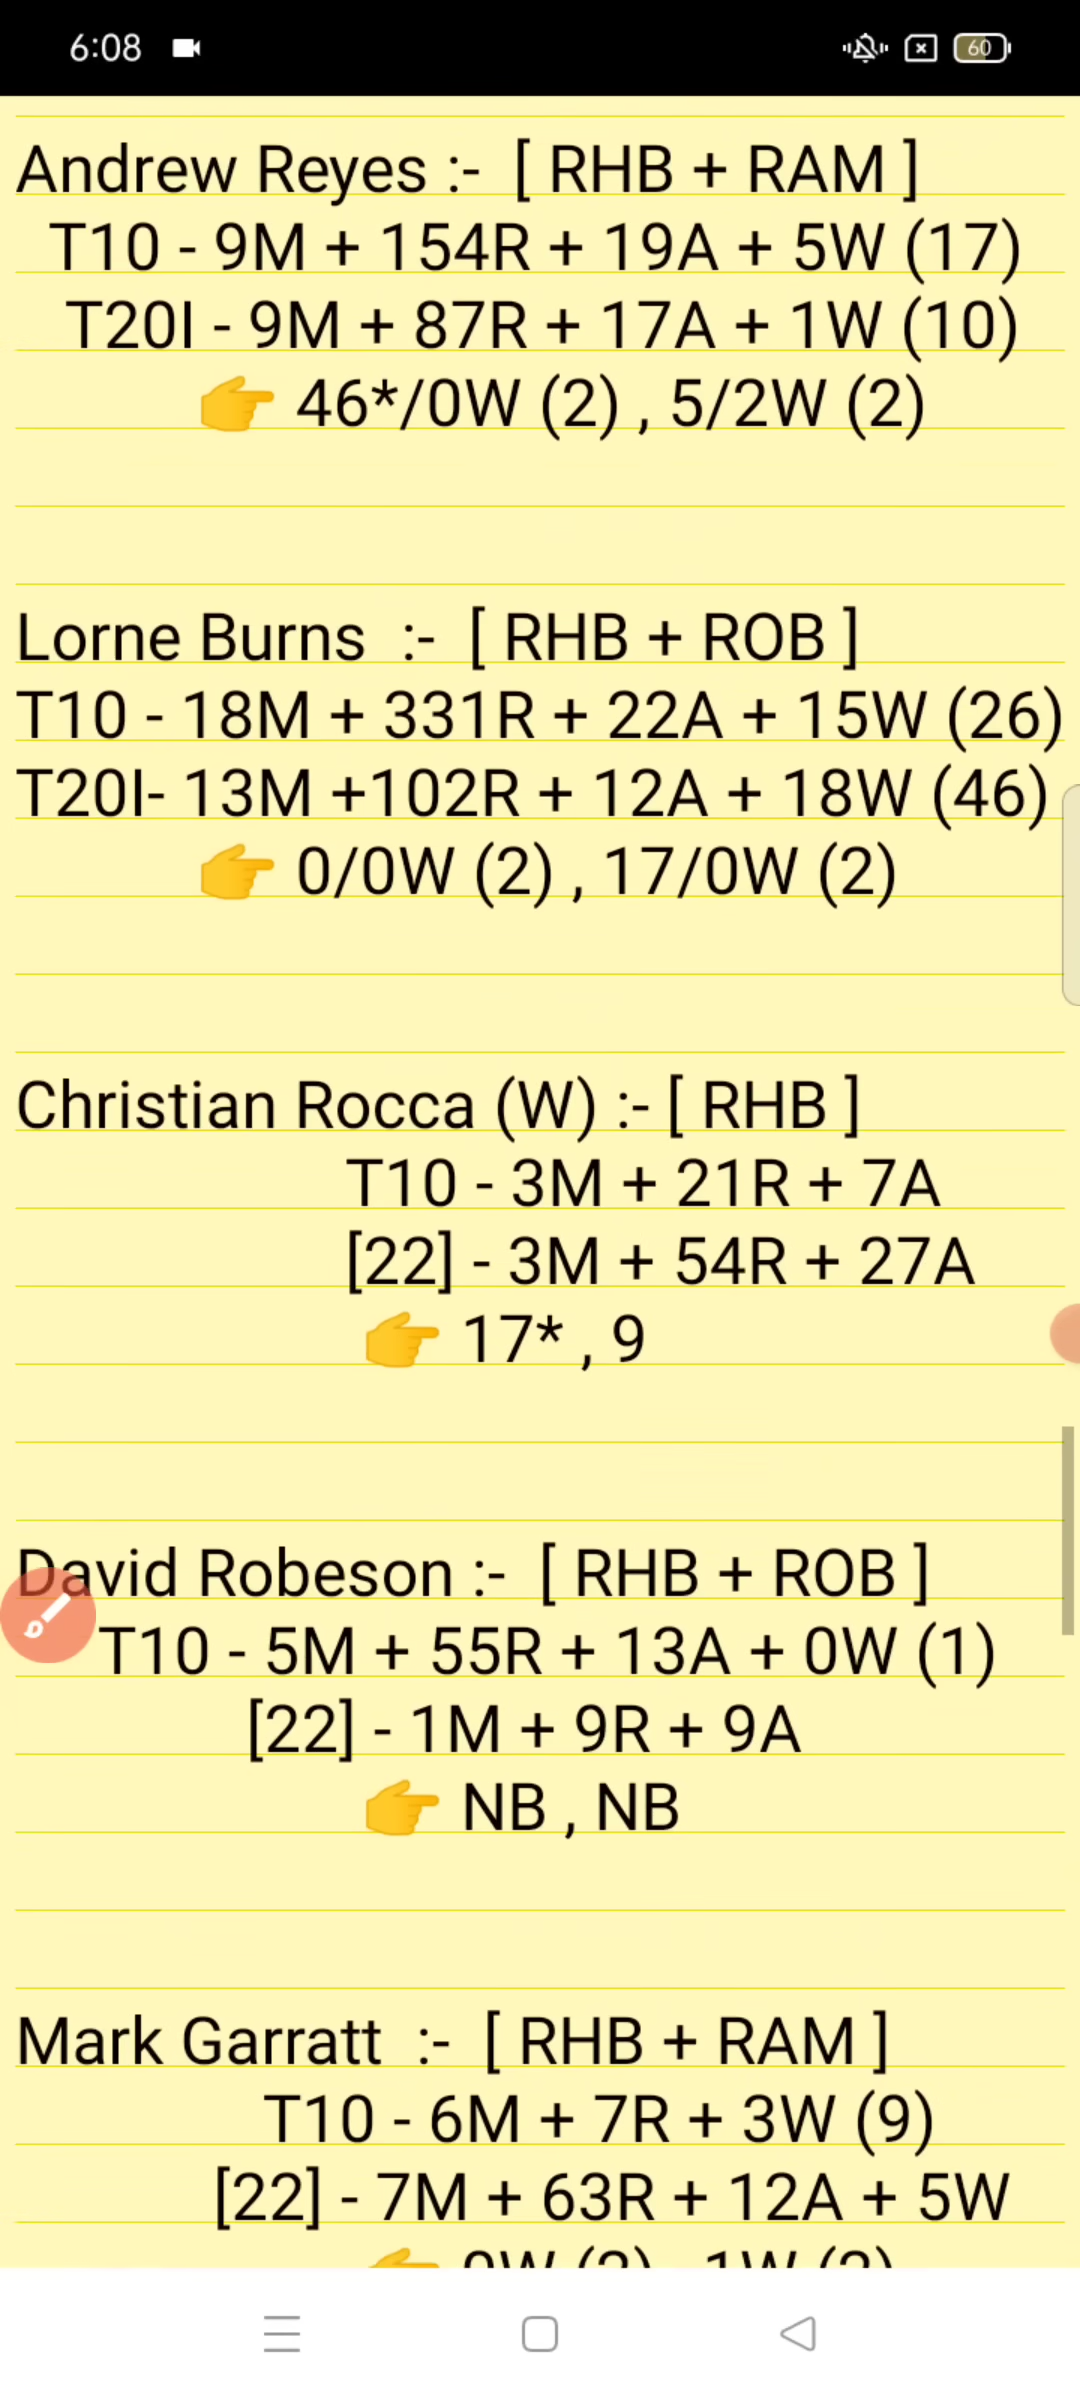 6:08
60
Andrew Reyes :- [ RHB + RAM ]
T10 - 9M + 154R + 19A + 5W (17)
T20I - 9M + 87R + 17A + 1W (10)
👉 46*/0W (2) , 5/2W (2)
Lorne Burns :- [ RHB + ROB ]
T10 - 18M + 331R + 22A + 15W (26)
T20I- 13M +102R + 12A + 18W (46)
👉 0/0W (2) , 17/0W (2)
Christian Rocca (W) :- [ RHB ]
T10 - 3M + 21R + 7A
[22] - 3M + 54R + 27A
👉 17* , 9
David Robeson :- [ RHB + ROB ]
T10 - 5M + 55R + 13A + 0W (1)
[22] - 1M + 9R + 9A
👉 NB , NB
Mark Garratt :- [ RHB + RAM ]
T10 - 6M + 7R + 3W (9)
[22] - 7M + 63R + 12A + 5W